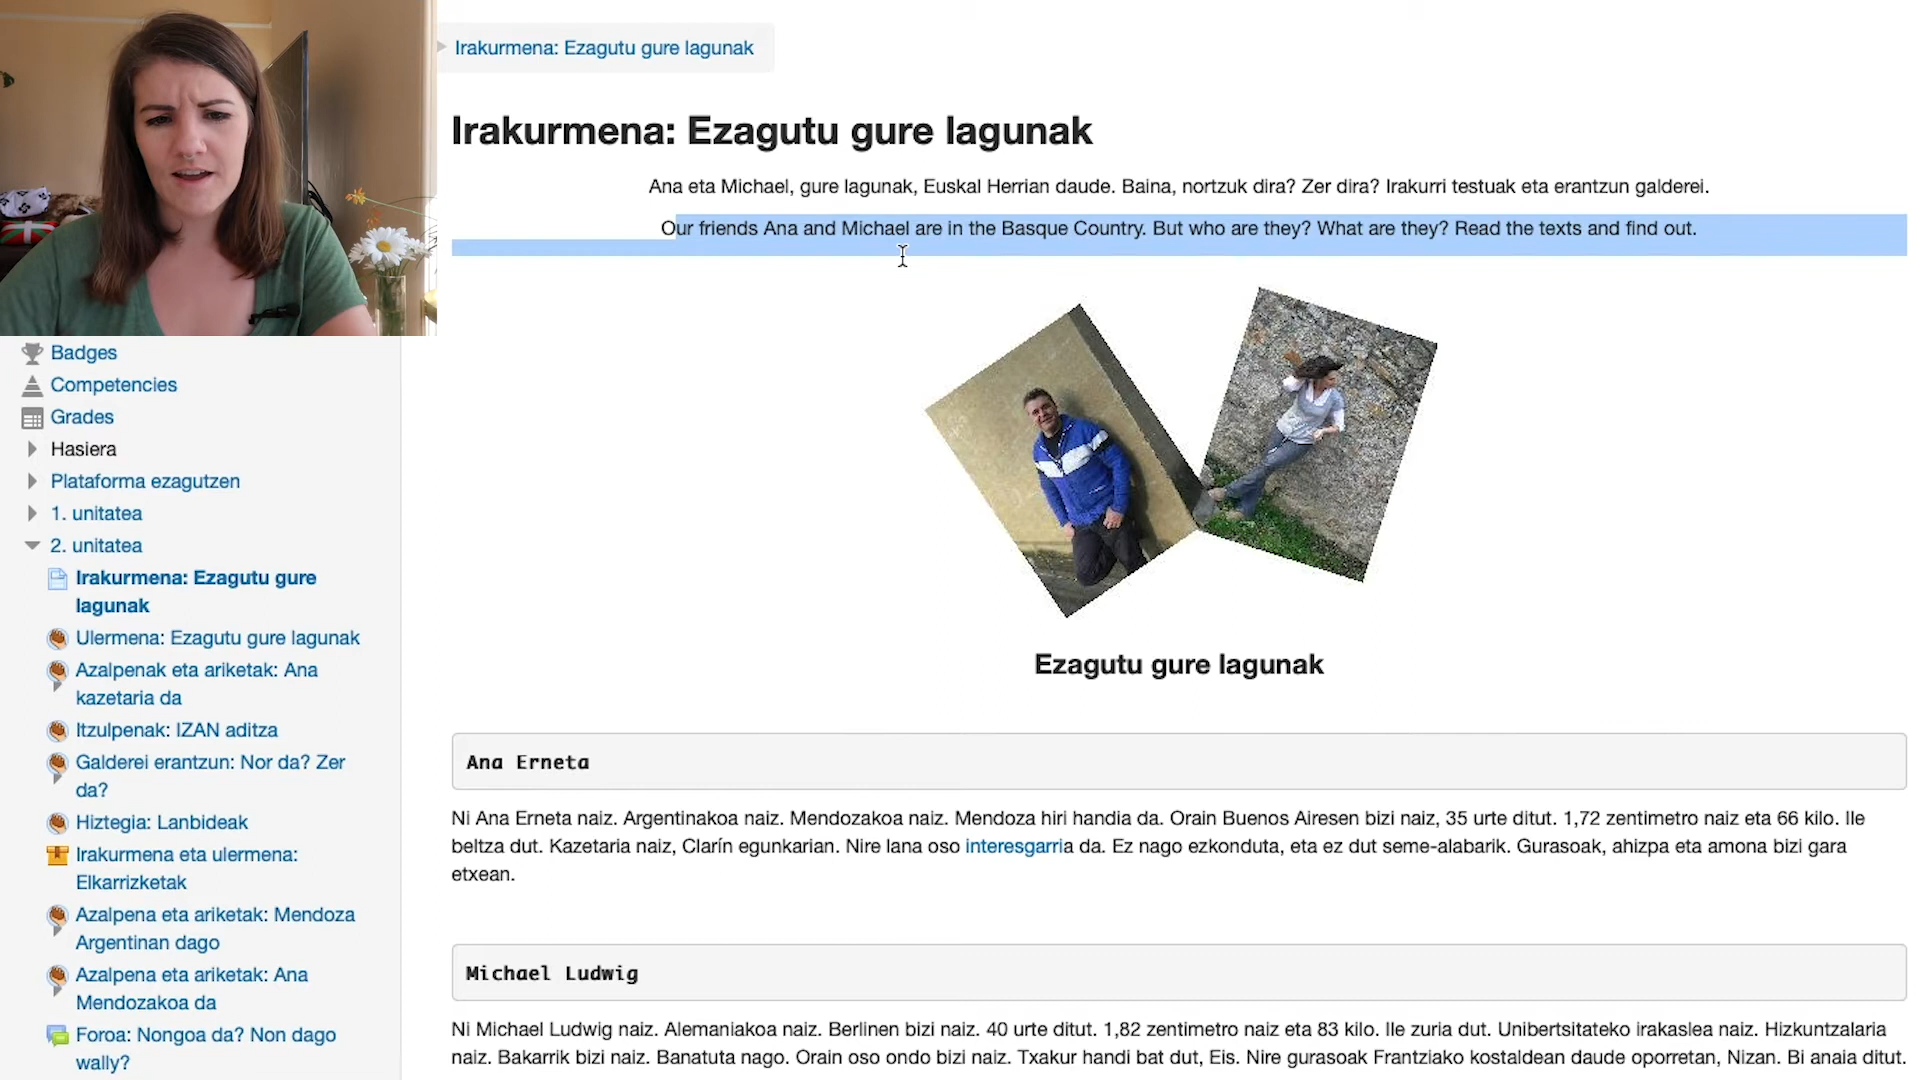 Irakurmena: Ezagutu gure lagunak
Irakurmena: Ezagutu gure lagunak
Ana eta Michael, gure lagunak, Euskal Herrian daude. Baina, nortzuk dira? Zer dira? Irakurri testuak eta erantzun galderei.
Our friends Ana and Michael are in the Basque Country. But who are they? What are they? Read the texts and find out.
Ezagutu gure lagunak
Ana Erneta
Ni Ana Erneta naiz. Argentinakoa naiz. Mendozakoa naiz. Mendoza hiri handia da. Orain Buenos Airesen bizi naiz, 35 urte ditut. 1,72 zentimetro naiz eta 66 kilo. Ile
beltza dut. Kazetaria naiz, Clarín egunkarian. Nire lana oso interesgarria da. Ez nago ezkonduta, eta ez dut seme-alabarik. Gurasoak, ahizpa eta amona bizi gara
etxean.
Michael Ludwig
Ni Michael Ludwig naiz. Alemaniakoa naiz. Berlinen bizi naiz. 40 urte ditut. 1,82 zentimetro naiz eta 83 kilo. Ile zuria dut. Unibertsitateko irakaslea naiz. Hizkuntzalaria
naiz. Bakarrik bizi naiz. Banatuta nago. Orain oso ondo bizi naiz. Txakur handi bat dut, Eis. Nire gurasoak Frantziako kostaldean daude oporretan, Nizan. Bi anaia ditut.
Badges
Competencies
Grades
Hasiera
Plataforma ezagutzen
1. unitatea
2. unitatea
Irakurmena: Ezagutu gure
lagunak
Ulermena: Ezagutu gure lagunak
Azalpenak eta ariketak: Ana
kazetaria da
Itzulpenak: IZAN aditza
Galderei erantzun: Nor da? Zer
da?
Hiztegia: Lanbideak
Irakurmena eta ulermena:
Elkarrizketak
Azalpena eta ariketak: Mendoza
Argentinan dago
Azalpena eta ariketak: Ana
Mendozakoa da
Foroa: Nongoa da? Non dago
wally?